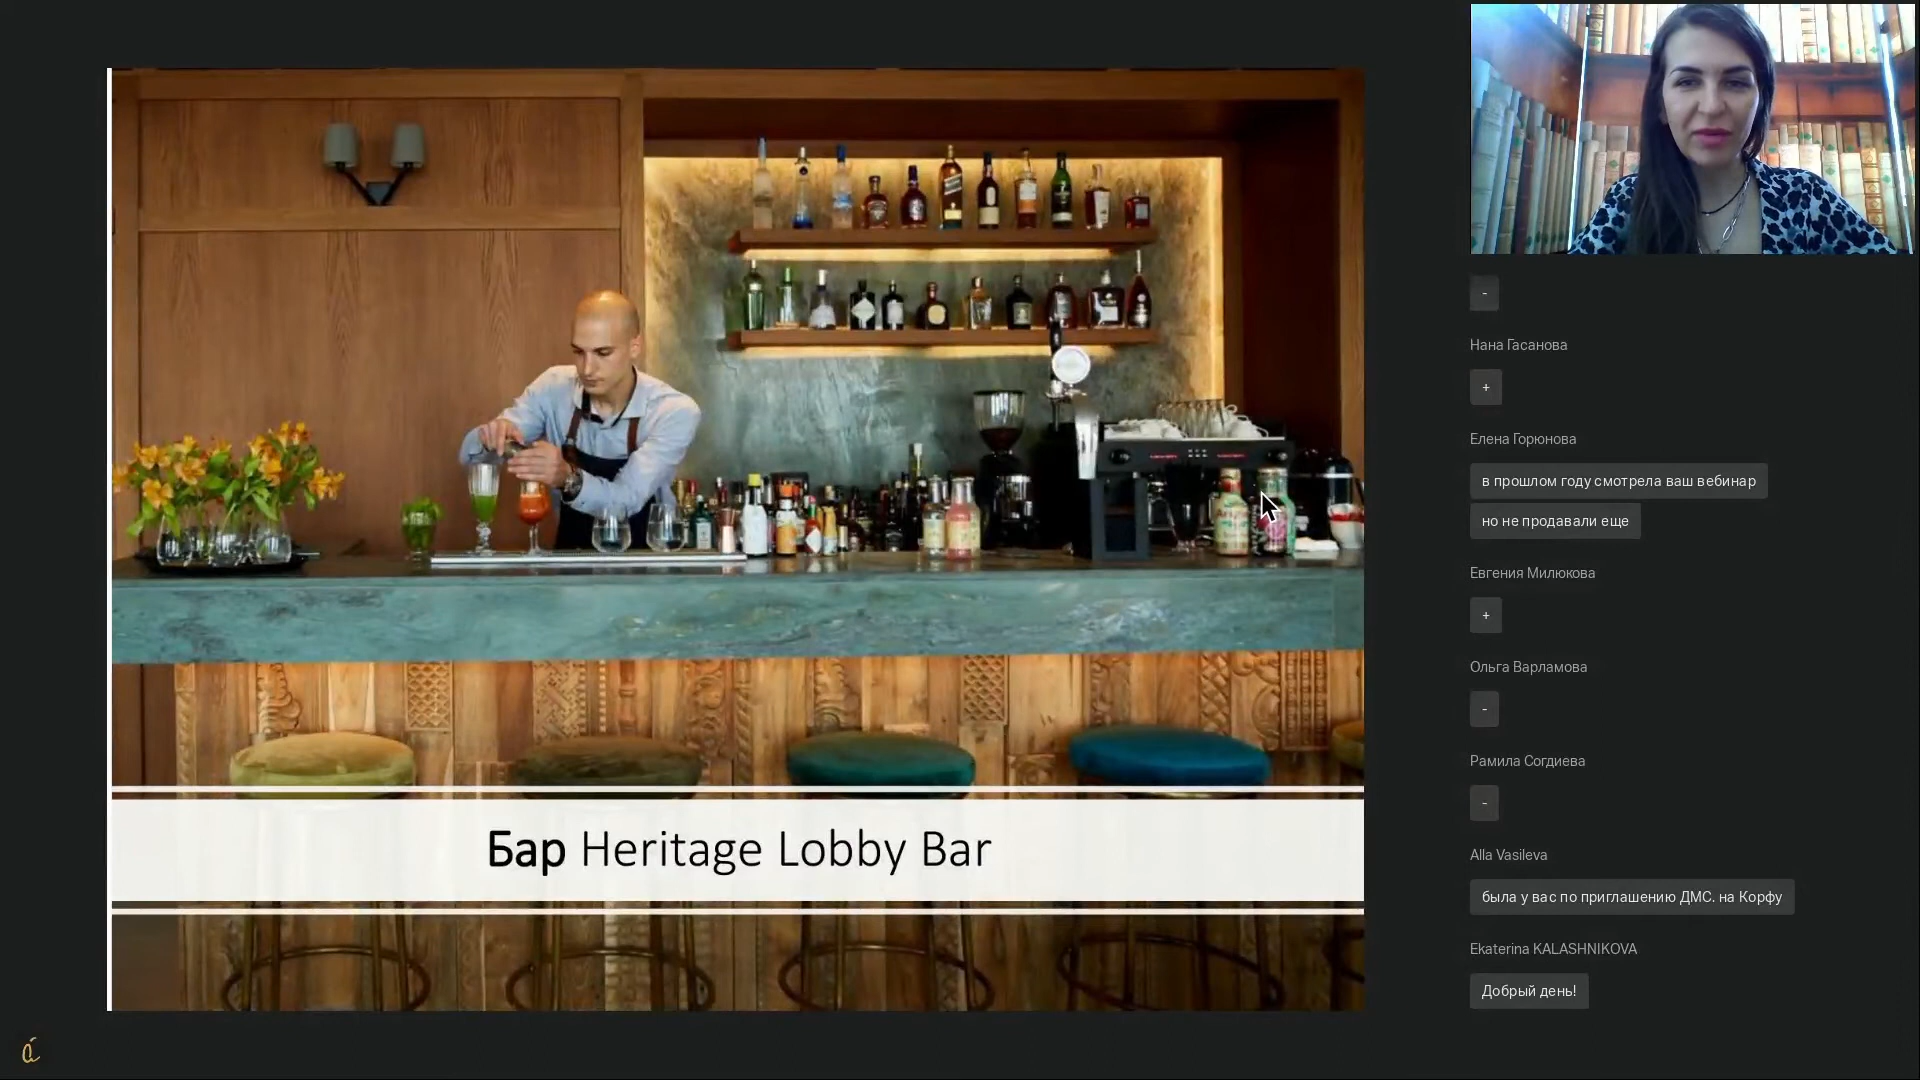 Бар Heritage Lobby Bar
-
Нана Гасанова
+
Елена Горюнова
в прошлом году смотрела ваш вебинар
но не продавали еще
Евгения Милюкова
+
Ольга Варламова
-
Рамила Согдиева
-
Alla Vasileva
была у вас по приглашению ДМС. на Корфу
Ekaterina KALASHNIKOVA
Добрый день!
á